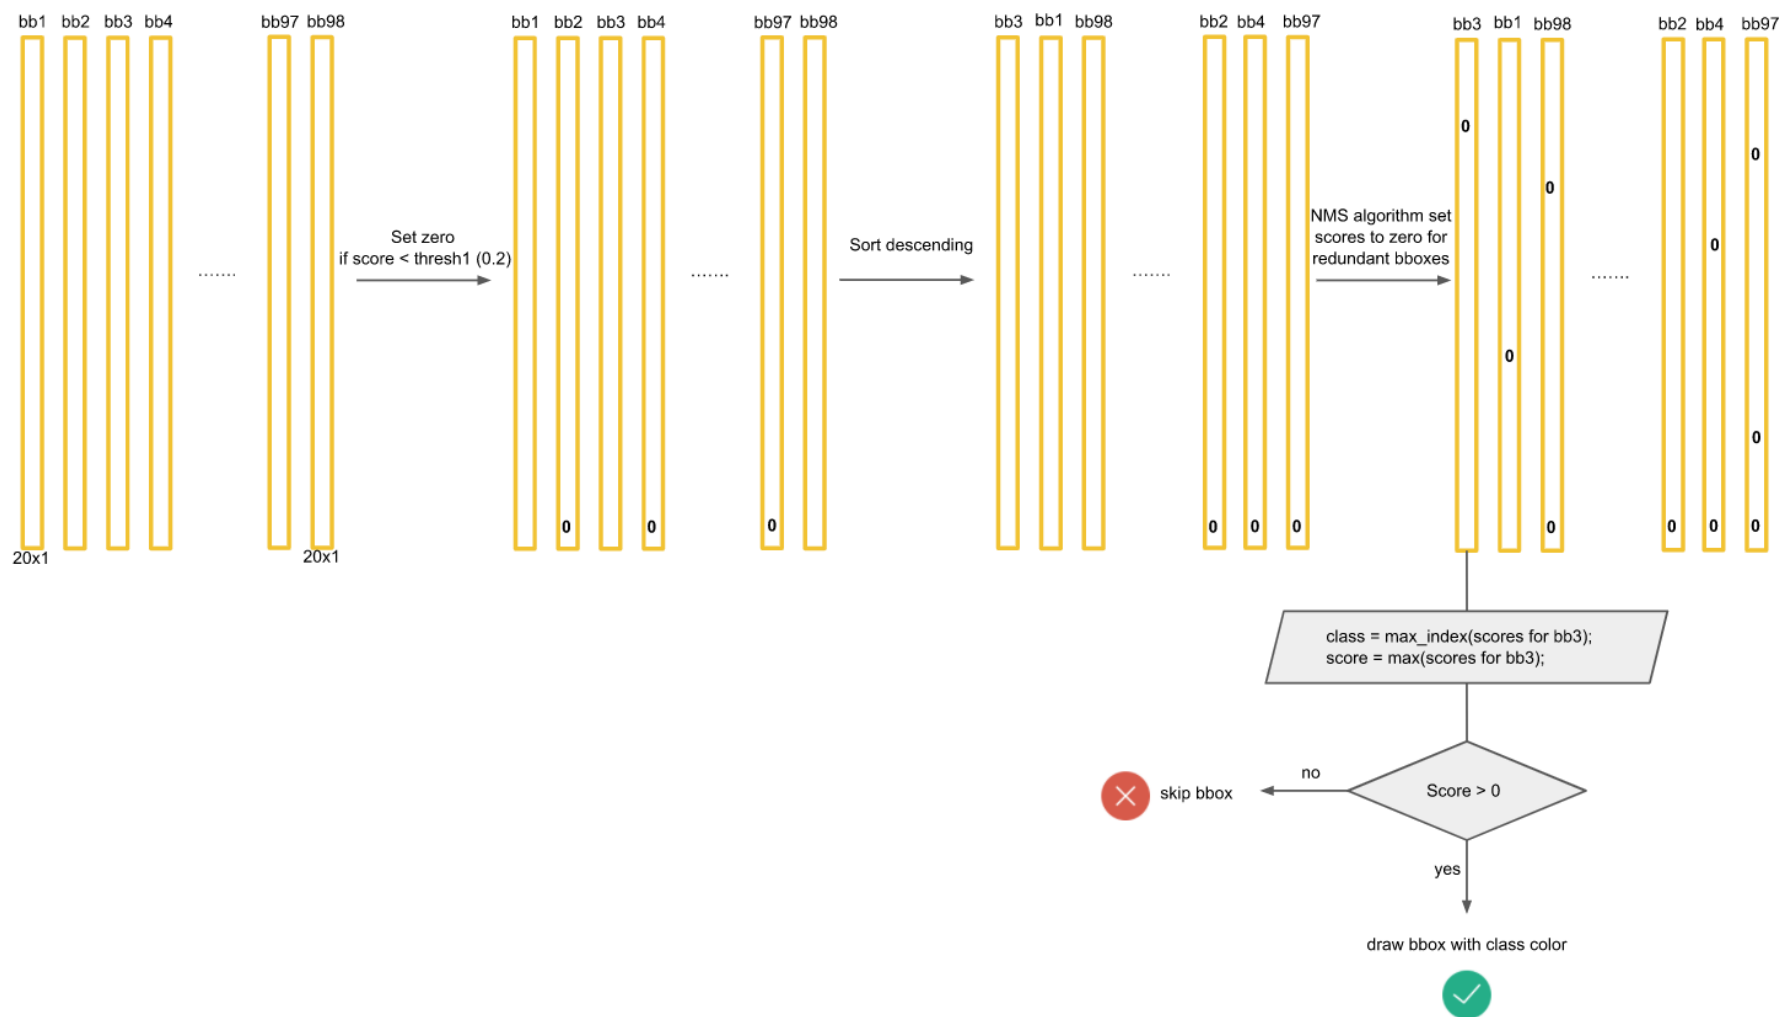 bb1 bb2 bb3 bb4 ....... bb97 bb98
20x1 20x1
Set zero
if score < thresh1 (0.2)
bb1 bb2 bb3 bb4 ....... bb97 bb98
0 0 0
Sort descending
bb3 bb1 bb98 ....... bb2 bb4 bb97
0 0 0
NMS algorithm set
scores to zero for
redundant bboxes
bb3 bb1 bb98 ....... bb2 bb4 bb97
0
0
0
0
0
0
0 0 0 0
class = max_index(scores for bb3);
score = max(scores for bb3);
Score > 0
no
skip bbox
yes
draw bbox with class color